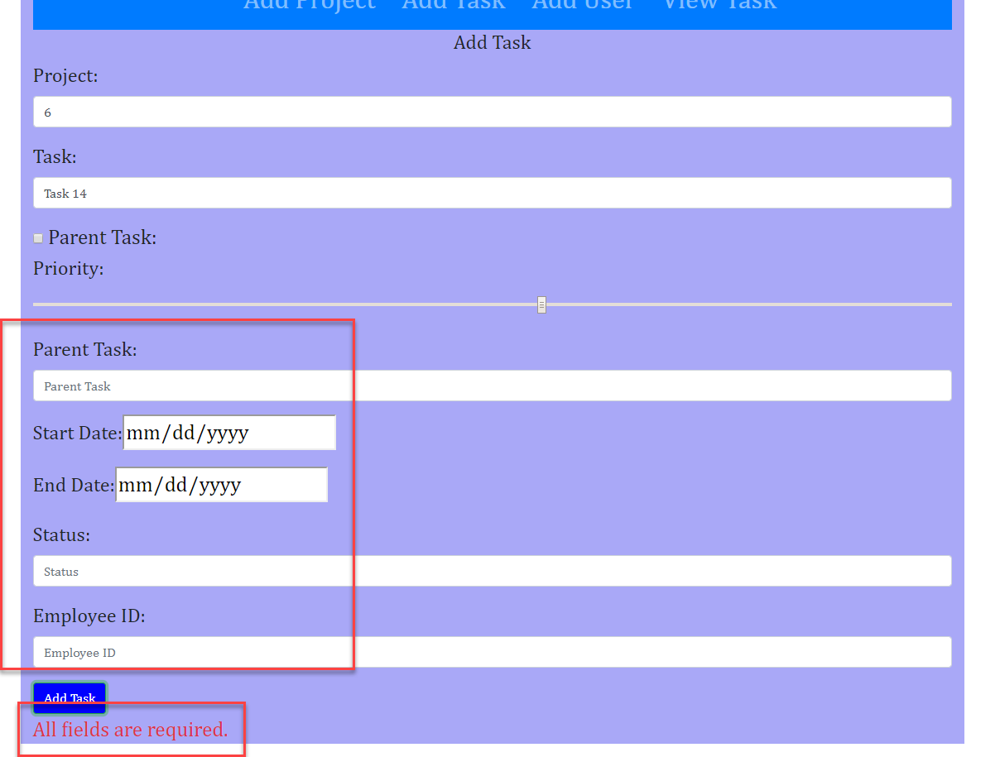 Add Project Add Task Add User View Task
Add Task
Project:
6
Task:
Task 14
Parent Task:
Priority:
Parent Task:
Parent Task
Start Date: mm/dd/yyyy
End Date: mm/dd/yyyy
Status:
Status
Employee ID:
Employee ID
Add Task
All fields are required.